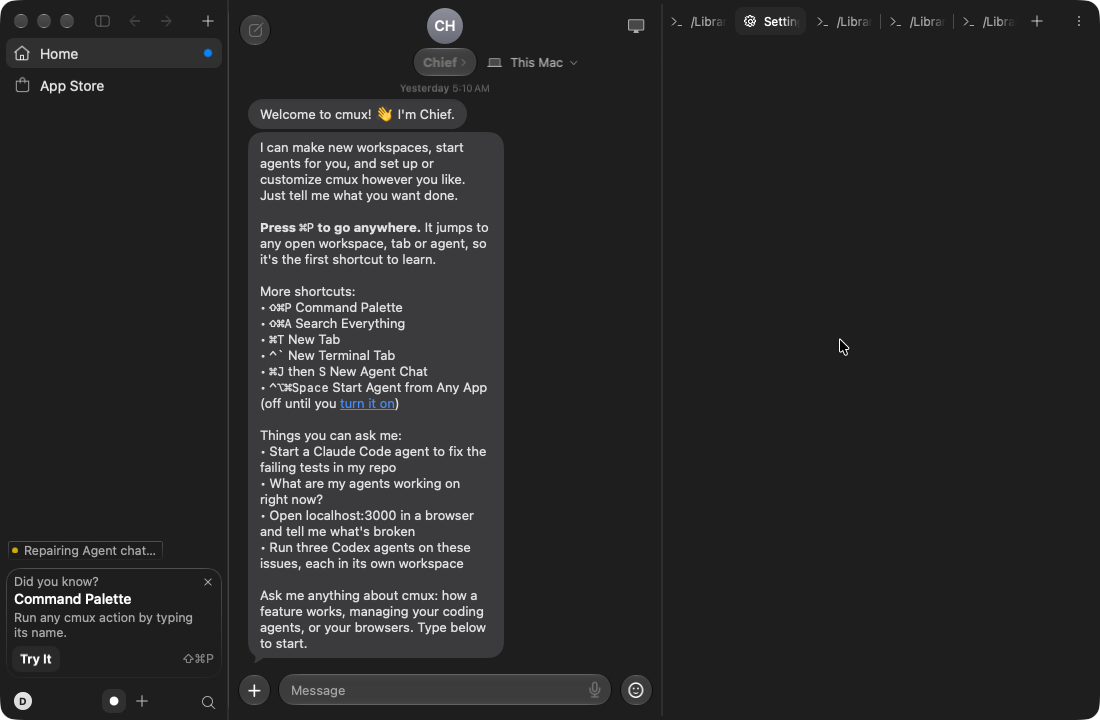 Home
App Store
Repairing Agent chat...
Did you know?
Command Palette
Run any cmux action by typing
its name.
Try It
⇧⌘P
D
CH
Chief
This Mac
Yesterday 5:10 AM
Welcome to cmux! 👋 I'm Chief.
I can make new workspaces, start
agents for you, and set up or
customize cmux however you like.
Just tell me what you want done.
Press ⌘P to go anywhere. It jumps to
any open workspace, tab or agent, so
it's the first shortcut to learn.
More shortcuts:
• ⇧⌘P Command Palette
• ⇧⌘A Search Everything
• ⌘T New Tab
• ^` New Terminal Tab
• ⌘J then S New Agent Chat
• ^⌥⌘Space Start Agent from Any App
(off until you turn it on)
Things you can ask me:
• Start a Claude Code agent to fix the
failing tests in my repo
• What are my agents working on
right now?
• Open localhost:3000 in a browser
and tell me what's broken
• Run three Codex agents on these
issues, each in its own workspace
Ask me anything about cmux: how a
feature works, managing your coding
agents, or your browsers. Type below
to start.
Message